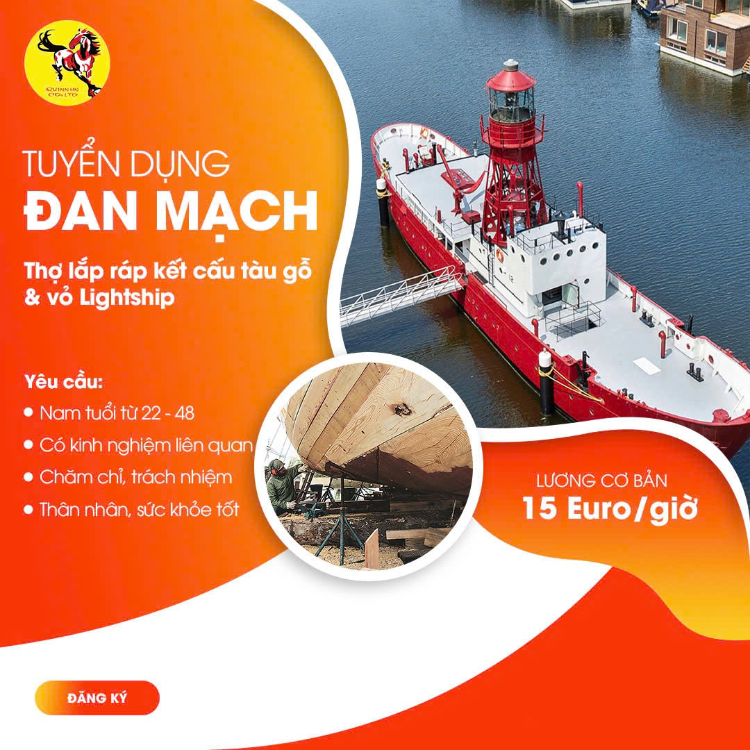 TUYỂN DỤNG
ĐAN MẠCH
Thợ lắp ráp kết cấu tàu gỗ
& vỏ Lightship
Yêu cầu:
Nam tuổi từ 22 - 48
Có kinh nghiệm liên quan
Chăm chỉ, trách nhiệm
Thân nhân, sức khỏe tốt
LƯƠNG CƠ BẢN
15 Euro/giờ
ĐĂNG KÝ